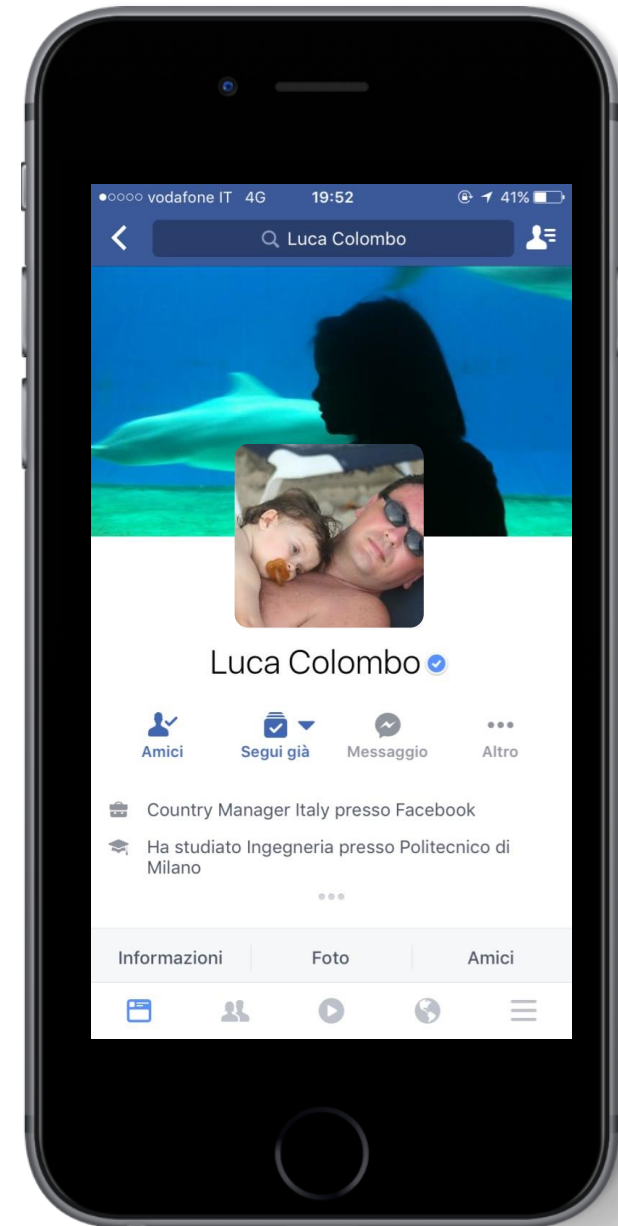 vodafone IT 4G 19:52 41%
Luca Colombo
Luca Colombo
Amici Segui già Messaggio Altro
Country Manager Italy presso Facebook
Ha studiato Ingegneria presso Politecnico di
Milano
Informazioni Foto Amici